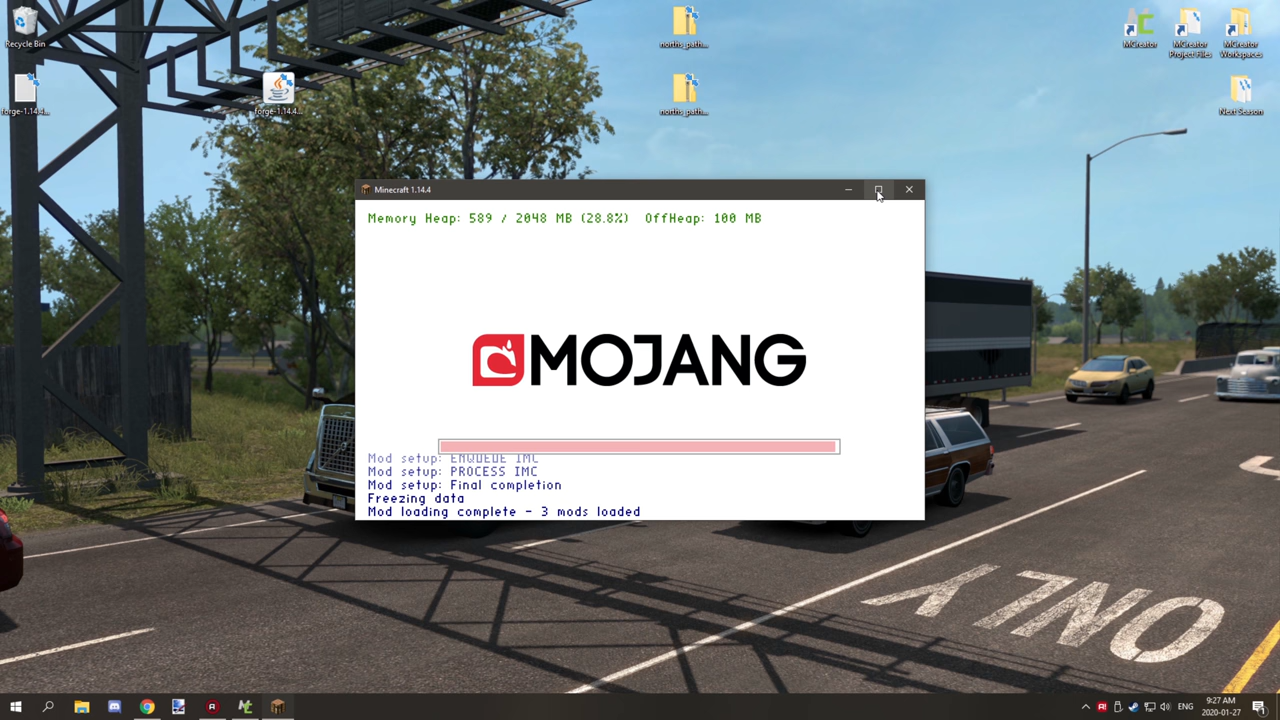 Recycle Bin
forge-1.14.4...
forge-1.14.4...
norths_path...
norths_path...
MCreator
MCreator Project Files
MCreator Workspaces
Next Season
Minecraft 1.14.4
Memory Heap: 589 / 2048 MB (28.8%) OffHeap: 100 MB
MOJANG
Mod setup: ENQUEUE IMC
Mod setup: PROCESS IMC
Mod setup: Final completion
Freezing data
Mod loading complete - 3 mods loaded
ONLY
ENG
9:27 AM
2020-01-27